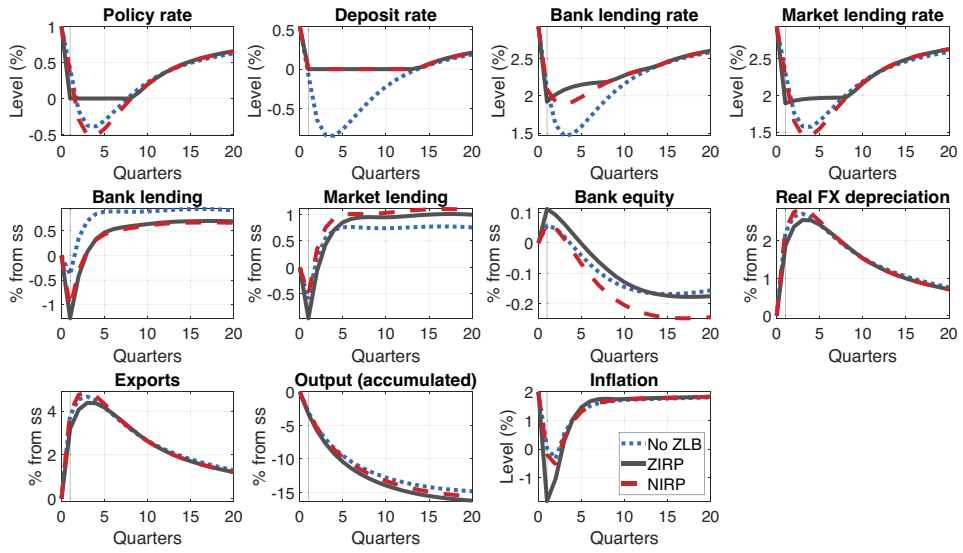 Policy rate
Level (%)
1
0.5
0
-0.5
0 5 10 15 20
Quarters
Deposit rate
0.5
0
-0.5
0 5 10 15 20
Quarters
Bank lending rate
Level (%)
2.5
2
1.5
0 5 10 15 20
Quarters
Market lending rate
Level (%)
2.5
2
1.5
0 5 10 15 20
Quarters
Bank lending
% from ss
0.5
0
-0.5
-1
0 5 10 15 20
Quarters
Market lending
% from ss
1
0.5
0
-0.5
0 5 10 15 20
Quarters
Bank equity
% from ss
0.1
0
-0.1
-0.2
0 5 10 15 20
Quarters
Real FX depreciation
% from ss
2
1
0
0 5 10 15 20
Quarters
Exports
% from ss
4
2
0
0 5 10 15 20
Quarters
Output (accumulated)
% from ss
0
-5
-10
-15
0 5 10 15 20
Quarters
Inflation
Level (%)
2
1
0
-1
0 5 10 15 20
Quarters
No ZLB
ZIRP
NIRP